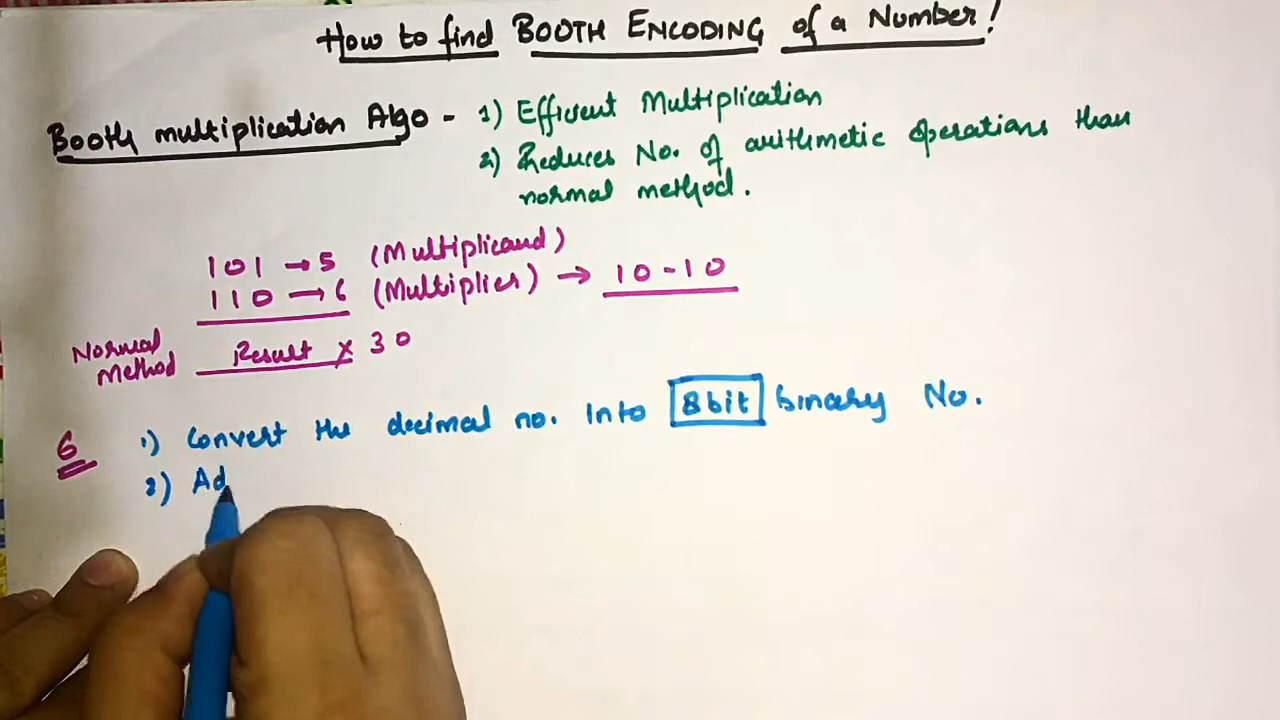 How to find BOOTH ENCODING of a Number!
Booth multiplication Algo - 1) Efficient Multiplication
2) Reduces No. of arithmetic operations than
normal method.
101 → 5 (Multiplicand)
110 → 6 (Multiplier) → 10-10
Normal Method Result × 30
6 1) Convert the decimal no. into 8bit binary No.
2) Ad